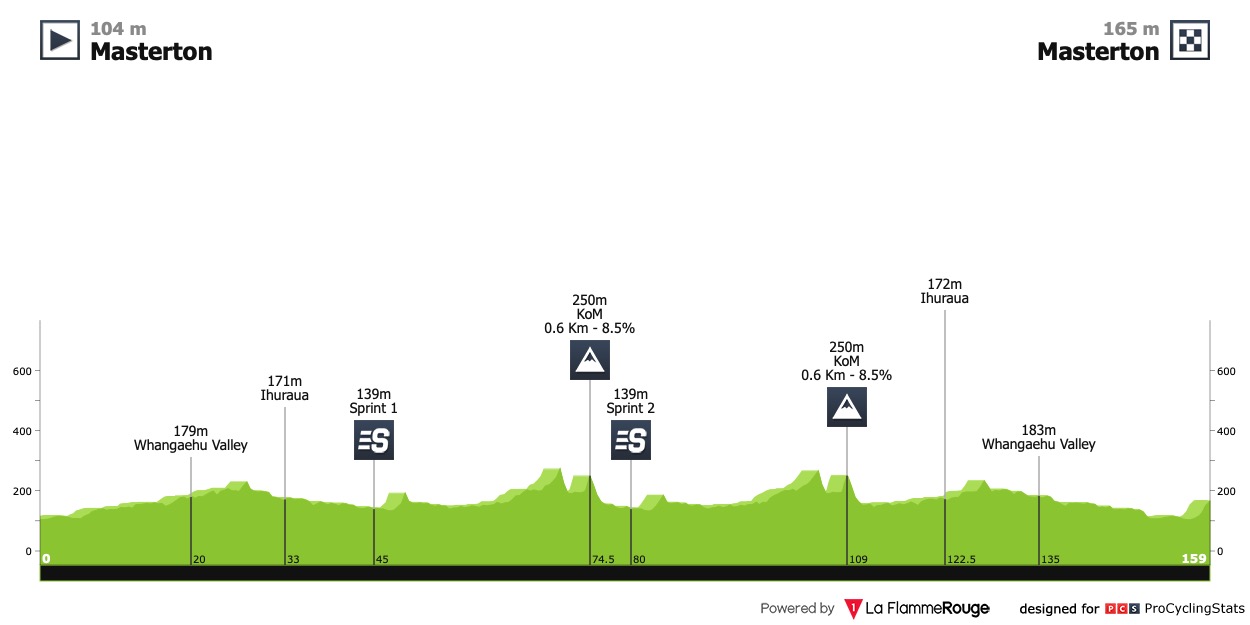 104 m
Masterton
165 m
Masterton
172m
Ihuraua
250m
KoM
0.6 Km - 8.5%
250m
KoM
0.6 Km - 8.5%
171m
Ihuraua
139m
Sprint 1
139m
Sprint 2
179m
Whangaehu Valley
183m
Whangaehu Valley
S
S
600
400
200
0
600
400
200
0
0
20
33
45
74.5
80
109
122.5
135
159
Powered by 1 La FlammeRouge designed for PCS ProCyclingStats